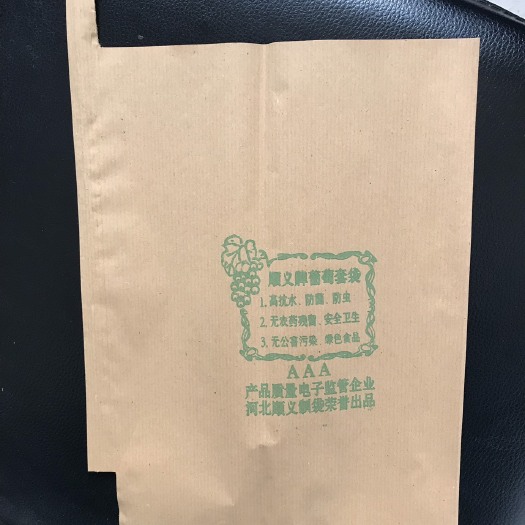 顺义牌葡萄套袋
1. 高抗水、防菌、防虫
2. 无农药残留、安全卫生
3. 无公害污染、绿色食品
AAA
产品质量电子监管企业
河北顺义制袋荣誉出品